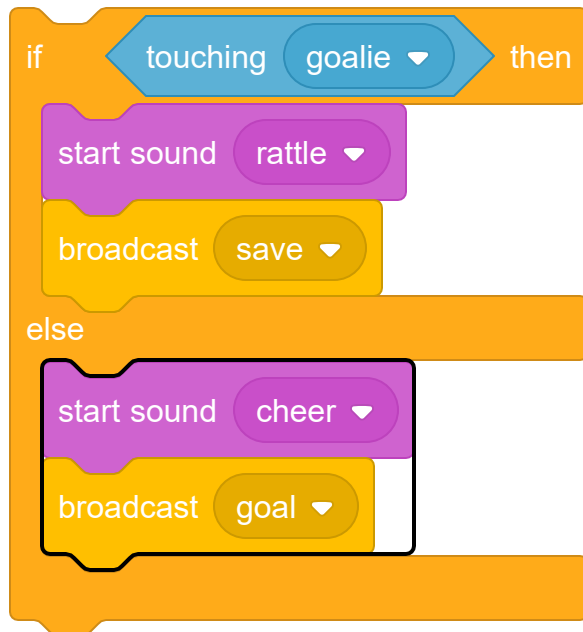 if touching goalie then
start sound rattle
broadcast save
else
start sound cheer
broadcast goal